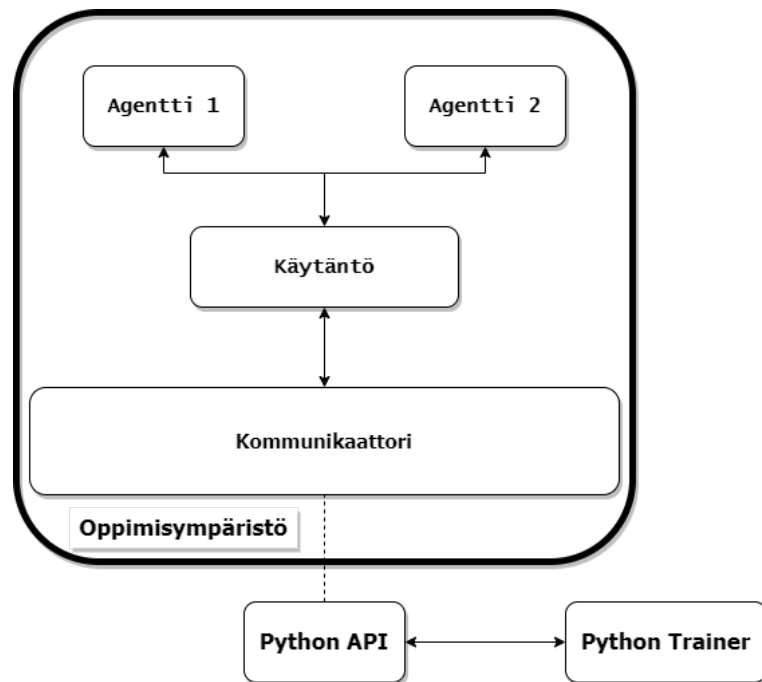 Agentti 1
Agentti 2
Käytäntö
Kommunikaattori
Oppimisympäristö
Python API
Python Trainer